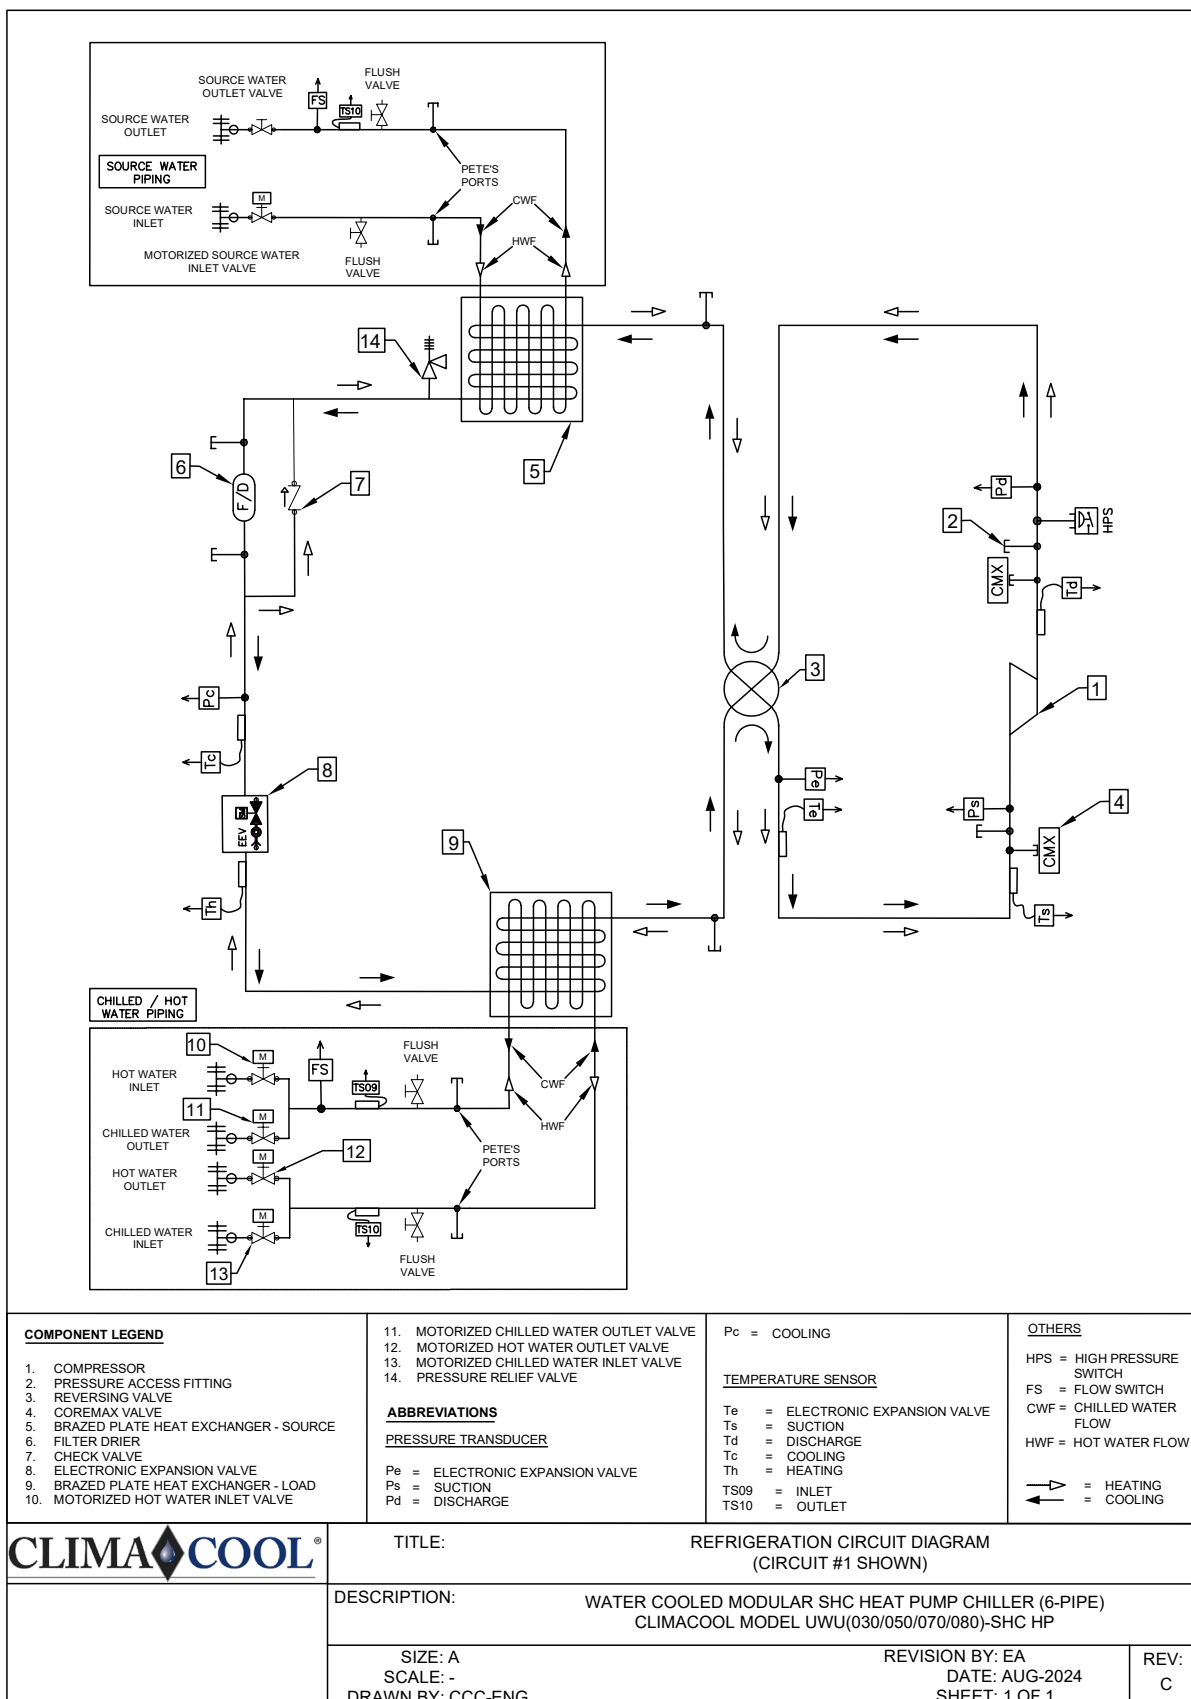 SOURCE WATER
OUTLET VALVE
FLUSH
VALVE
FS
TS10
SOURCE WATER
OUTLET
SOURCE WATER
PIPING
PETE'S
PORTS
M
SOURCE WATER
INLET
CWF
MOTORIZED SOURCE WATER
INLET VALVE
FLUSH
VALVE
HWF
14
5
6
F/D
7
Pd
2
HPS
CMX
Td
3
1
Pc
Tc
8
EEV
Pe
Te
Ps
4
CMX
9
Th
Ts
CHILLED / HOT
WATER PIPING
10
M
FS
FLUSH
VALVE
HOT WATER
INLET
TS09
CWF
11
M
HWF
CHILLED WATER
OUTLET
M
12
PETE'S
PORTS
HOT WATER
OUTLET
M
CHILLED WATER
INLET
TS10
13
FLUSH
VALVE
COMPONENT LEGEND
1. COMPRESSOR
2. PRESSURE ACCESS FITTING
3. REVERSING VALVE
4. COREMAX VALVE
5. BRAZED PLATE HEAT EXCHANGER - SOURCE
6. FILTER DRIER
7. CHECK VALVE
8. ELECTRONIC EXPANSION VALVE
9. BRAZED PLATE HEAT EXCHANGER - LOAD
10. MOTORIZED HOT WATER INLET VALVE
11. MOTORIZED CHILLED WATER OUTLET VALVE
12. MOTORIZED HOT WATER OUTLET VALVE
13. MOTORIZED CHILLED WATER INLET VALVE
14. PRESSURE RELIEF VALVE
ABBREVIATIONS
PRESSURE TRANSDUCER
Pe = ELECTRONIC EXPANSION VALVE
Ps = SUCTION
Pd = DISCHARGE
Pc = COOLING
TEMPERATURE SENSOR
Te = ELECTRONIC EXPANSION VALVE
Ts = SUCTION
Td = DISCHARGE
Tc = COOLING
Th = HEATING
TS09 = INLET
TS10 = OUTLET
OTHERS
HPS = HIGH PRESSURE
SWITCH
FS = FLOW SWITCH
CWF = CHILLED WATER
FLOW
HWF = HOT WATER FLOW
= HEATING
= COOLING
CLIMACOOL®
TITLE: REFRIGERATION CIRCUIT DIAGRAM
(CIRCUIT #1 SHOWN)
DESCRIPTION: WATER COOLED MODULAR SHC HEAT PUMP CHILLER (6-PIPE)
CLIMACOOL MODEL UWU(030/050/070/080)-SHC HP
SIZE: A
SCALE: -
DRAWN BY: CCC-ENG
REVISION BY: EA
DATE: AUG-2024
SHEET: 1 OF 1
REV:
C